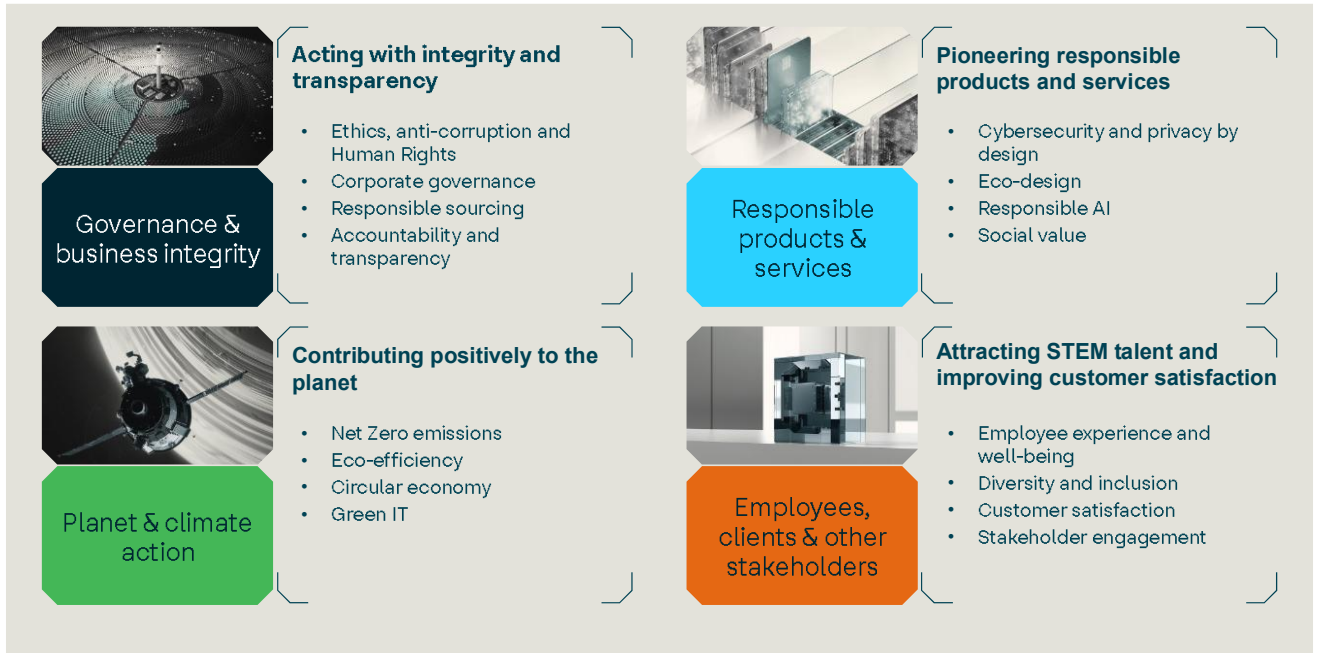 Acting with integrity and
transparency
• Ethics, anti-corruption and
Human Rights
• Corporate governance
• Responsible sourcing
• Accountability and
transparency
Governance &
business integrity
Pioneering responsible
products and services
• Cybersecurity and privacy by
design
• Eco-design
• Responsible AI
• Social value
Responsible
products &
services
Contributing positively to the
planet
• Net Zero emissions
• Eco-efficiency
• Circular economy
• Green IT
Planet & climate
action
Attracting STEM talent and
improving customer satisfaction
• Employee experience and
well-being
• Diversity and inclusion
• Customer satisfaction
• Stakeholder engagement
Employees,
clients & other
stakeholders